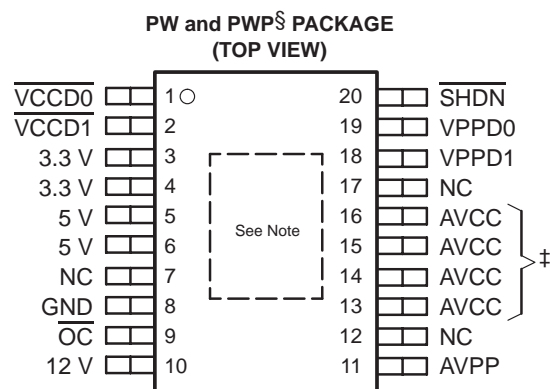 PW and PWP§ PACKAGE
(TOP VIEW)
VCCD0 1 20 SHDN
VCCD1 2 19 VPPD0
3.3 V 3 18 VPPD1
3.3 V 4 17 NC
5 V 5 16 AVCC
5 V 6 See Note 15 AVCC ‡
NC 7 14 AVCC
GND 8 13 AVCC
OC 9 12 NC
12 V 10 11 AVPP